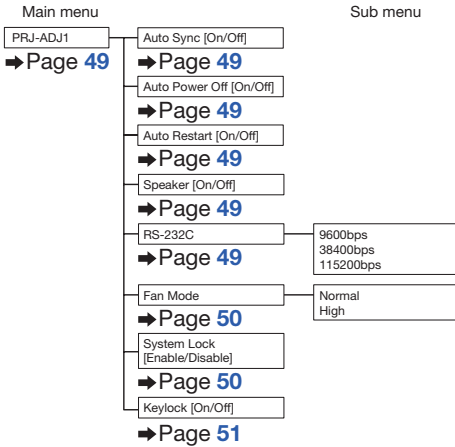 Main menu
Sub menu
PRJ-ADJ1
➡Page 49
Auto Sync [On/Off]
➡Page 49
Auto Power Off [On/Off]
➡Page 49
Auto Restart [On/Off]
➡Page 49
Speaker [On/Off]
➡Page 49
RS-232C
➡Page 49
9600bps
38400bps
115200bps
Fan Mode
➡Page 50
Normal
High
System Lock
[Enable/Disable]
➡Page 50
Keylock [On/Off]
➡Page 51